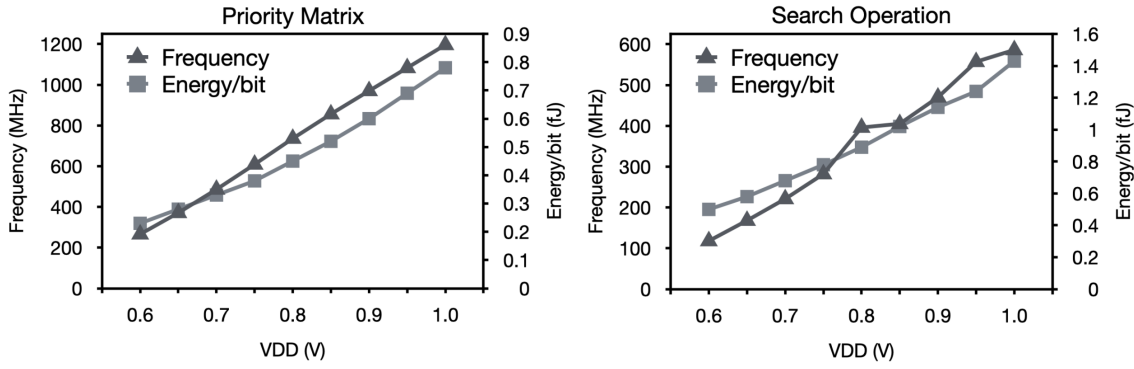 Priority Matrix
Frequency (MHz)
1200
1000
800
600
400
200
0
Frequency
Energy/bit
0.9
0.8
0.7
0.6
0.5
0.4
0.3
0.2
0.1
0
Energy/bit (fJ)
0.6 0.7 0.8 0.9 1.0
VDD (V)
Search Operation
Frequency (MHz)
600
500
400
300
200
100
0
Frequency
Energy/bit
1.6
1.4
1.2
1
0.8
0.6
0.4
0.2
0
Energy/bit (fJ)
0.6 0.7 0.8 0.9 1.0
VDD (V)